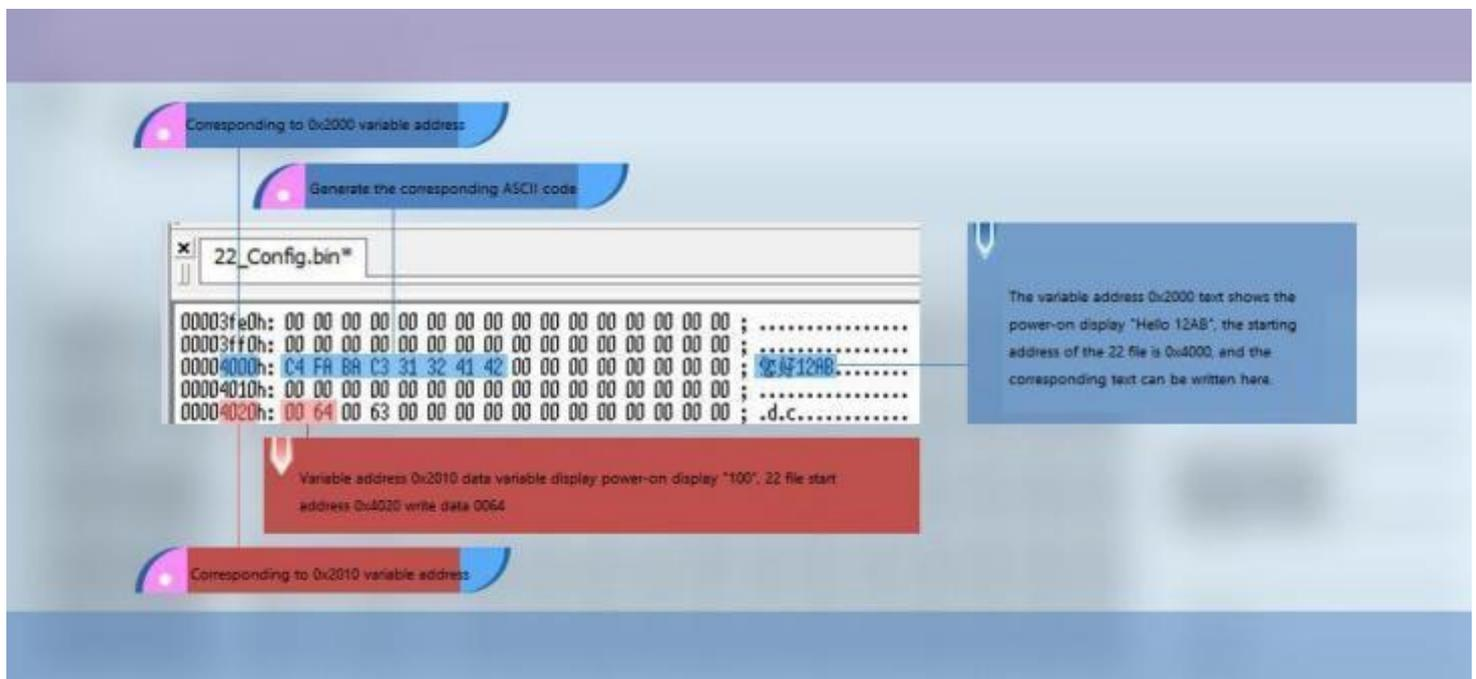 Corresponding to 0x2000 variable address
Generate the corresponding ASCII code
22_Config.bin*
00003fe0h: 00 00 00 00 00 00 00 00 00 00 00 00 00 00 00 00 ; ................
00003ff0h: 00 00 00 00 00 00 00 00 00 00 00 00 00 00 00 00 ; ................
00004000h: C4 FA BA C3 31 32 41 42 00 00 00 00 00 00 00 00 ; 您好12AB........
00004010h: 00 00 00 00 00 00 00 00 00 00 00 00 00 00 00 00 ; ................
00004020h: 00 64 00 63 00 00 00 00 00 00 00 00 00 00 00 00 ; .d.c............
The variable address 0x2000 text shows the
power-on display "Hello 12AB", the starting
address of the 22 file is 0x4000, and the
corresponding text can be written here.
Variable address 0x2010 data variable display power-on display "100", 22 file start
address 0x4020 write data 0064
Corresponding to 0x2010 variable address